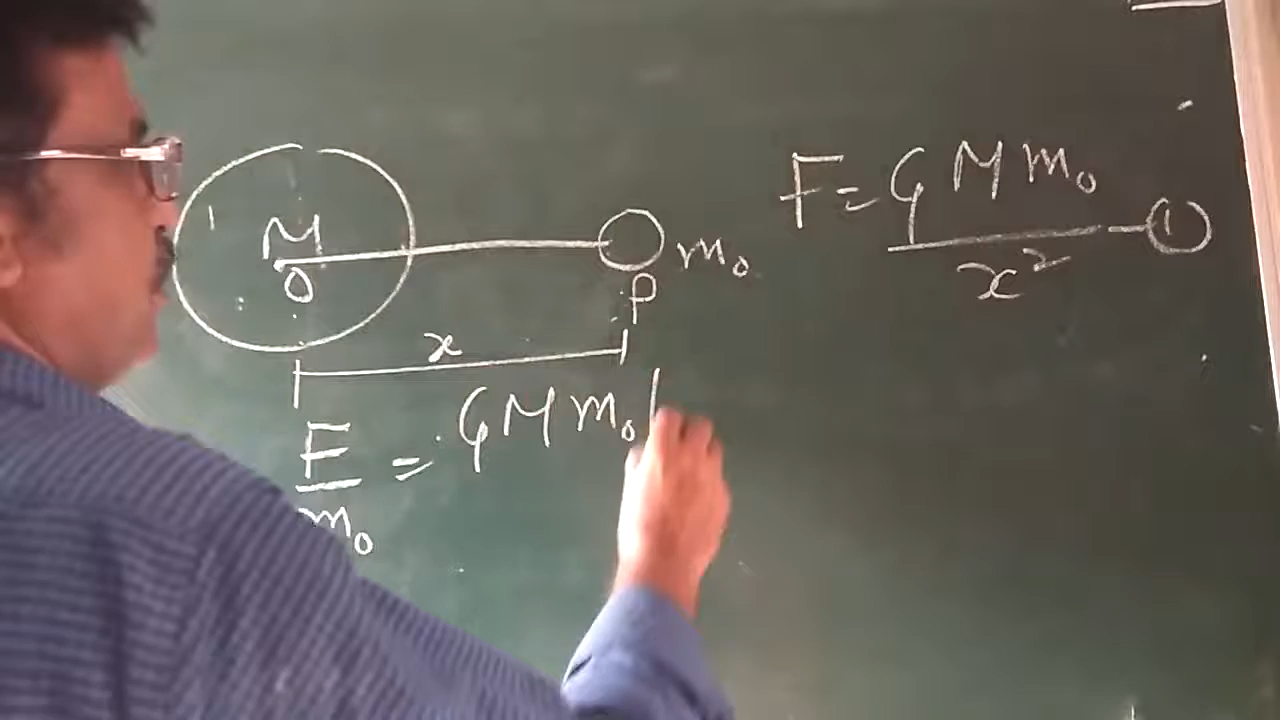 M
O
m₀
P
x
F = GMm₀ / x² — ①
F / m₀ = GMm₀ /